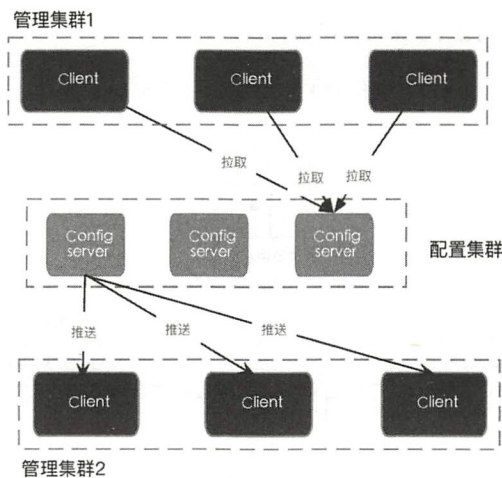 管理集群1
Client
Client
Client
拉取
拉取
拉取
Config
server
Config
server
Config
server
配置集群
推送
推送
推送
Client
Client
Client
管理集群2